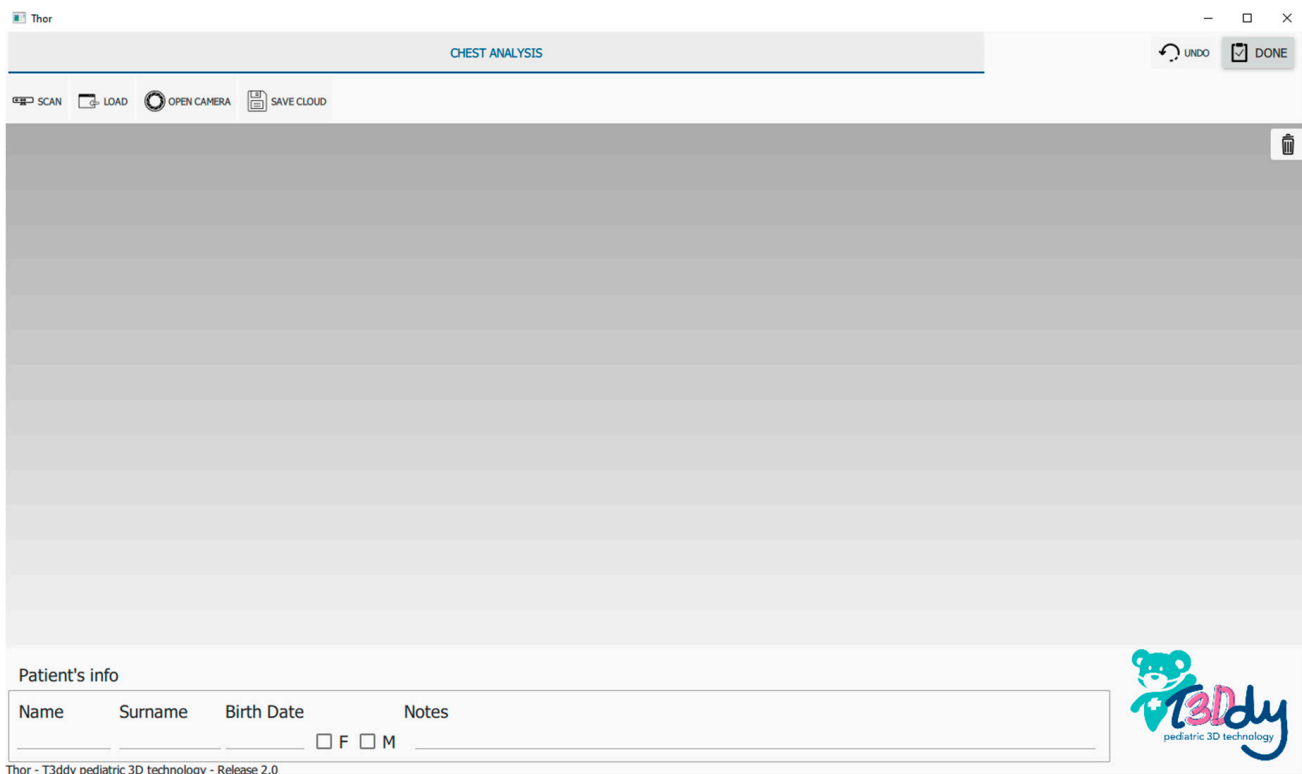 Thor
CHEST ANALYSIS
UNDO
DONE
SCAN
LOAD
OPEN CAMERA
SAVE CLOUD
Patient's info
Name
Surname
Birth Date
Notes
F
M
T3Ddy
pediatric 3D technology
Thor - T3ddy pediatric 3D technology - Release 2.0